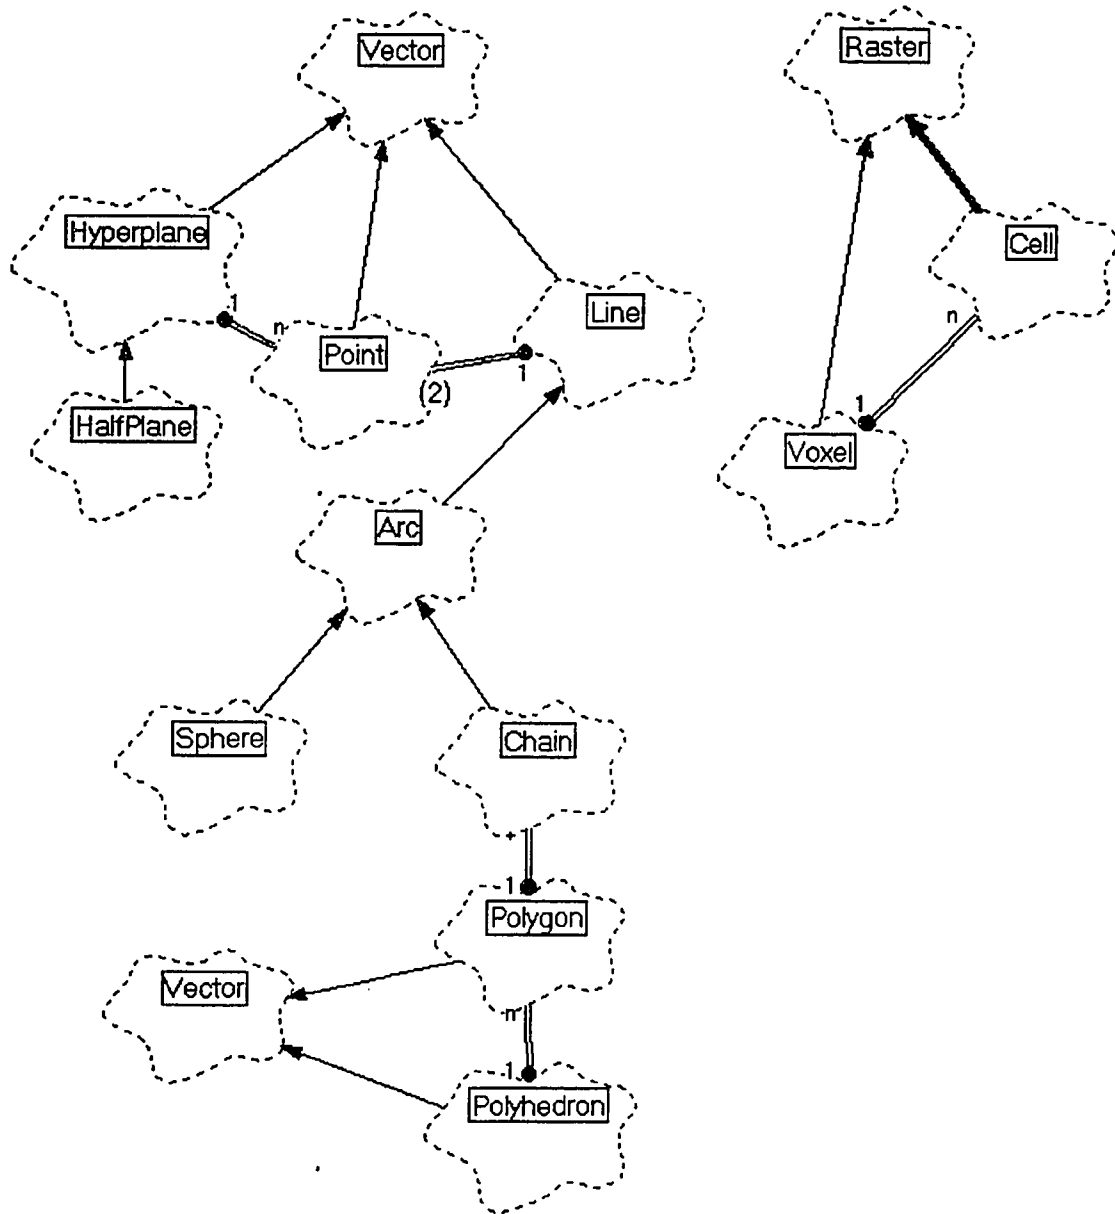 Vector
Raster
Hyperplane
Cell
1
n
Point
Line
n
(2)
1
HalfPlane
1
Voxel
Arc
Sphere
Chain
+
1
Polygon
Vector
n
1
Polyhedron